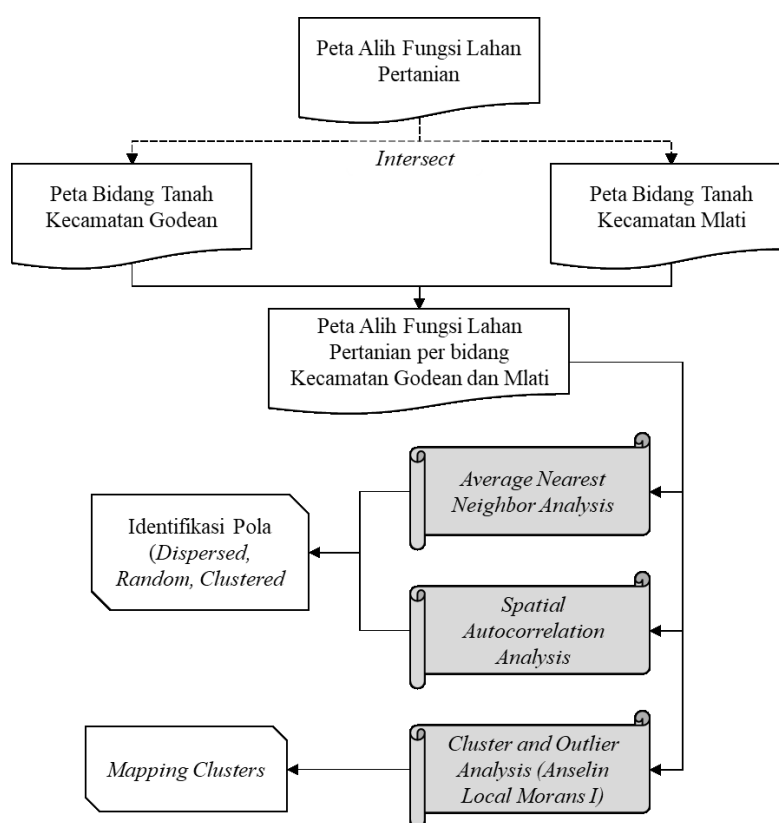 Peta Alih Fungsi Lahan
Pertanian
Intersect
Peta Bidang Tanah
Kecamatan Godean
Peta Bidang Tanah
Kecamatan Mlati
Peta Alih Fungsi Lahan
Pertanian per bidang
Kecamatan Godean dan Mlati
Average Nearest
Neighbor Analysis
Identifikasi Pola
(Dispersed,
Random, Clustered
Spatial
Autocorrelation
Analysis
Cluster and Outlier
Analysis (Anselin
Local Morans I)
Mapping Clusters